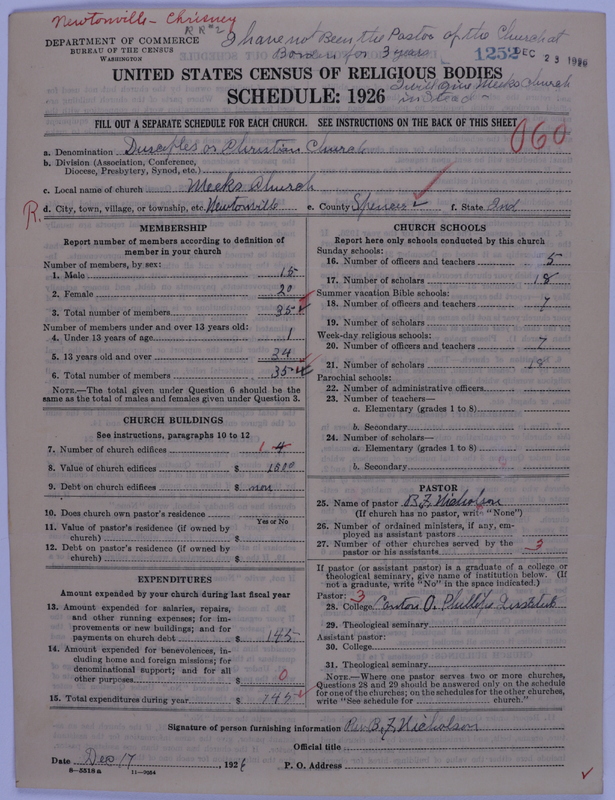 Newtonville - Chrisney
RR#2
I have not Been the Pastor of the Church at
DEPARTMENT OF COMMERCE
BUREAU OF THE CENSUS
WASHINGTON
for 3 years
1252 DEC 23 1926
UNITED STATES CENSUS OF RELIGIOUS BODIES
I will give Meeks Church
SCHEDULE: 1926
in stead -
FILL OUT A SEPARATE SCHEDULE FOR EACH CHURCH. SEE INSTRUCTIONS ON THE BACK OF THIS SHEET
060
a. Denomination Disciples or Christian Church
b. Division (Association, Conference,
Diocese, Presbytery, Synod, etc.)
c. Local name of church Meeks Church
R. d. City, town, village, or township, etc. Newtonville e. County Spencer f. State Ind
MEMBERSHIP
Report number of members according to definition of
member in your church
Number of members, by sex:
1. Male 15
2. Female 20
3. Total number of members 35
Number of members under and over 13 years old:
4. Under 13 years of age 1
5. 13 years old and over 34
6. Total number of members 35
NOTE.—The total given under Question 6 should be the
same as the total of males and females given under Question 3.
CHURCH BUILDINGS
See instructions, paragraphs 10 to 12
7. Number of church edifices 1
8. Value of church edifices $
9. Debt on church edifices $ non
10. Does church own pastor's residence
Yes or No
11. Value of pastor's residence (if owned by
church) $
12. Debt on pastor's residence (if owned by
church) $
EXPENDITURES
Amount expended by your church during last fiscal year
13. Amount expended for salaries, repairs,
and other running expenses; for im-
provements or new buildings; and for
payments on church debt $ 145
14. Amount expended for benevolences, in-
cluding home and foreign missions; for
denominational support; and for all
other purposes $ 0
15. Total expenditures during year $
CHURCH SCHOOLS
Report here only schools conducted by this church
Sunday schools:
16. Number of officers and teachers 5
17. Number of scholars 18
Summer vacation Bible schools:
18. Number of officers and teachers 7
19. Number of scholars
Week-day religious schools:
20. Number of officers and teachers 7
21. Number of scholars 18
Parochial schools:
22. Number of administrative officers
23. Number of teachers—
a. Elementary (grades 1 to 8)
b. Secondary
24. Number of scholars—
a. Elementary (grades 1 to 8)
b. Secondary
PASTOR
25. Name of pastor B. F. Nicholson
(If church has no pastor, write "None")
26. Number of ordained ministers, if any, em-
ployed as assistant pastors
27. Number of other churches served by the
pastor or his assistants 3
If pastor (or assistant pastor) is a graduate of a college or
theological seminary, give name of institution below. (If
not a graduate, write "No" in the space indicated.)
Pastor: 3
28. College Canton O. Phillips Institute
29. Theological seminary
Assistant pastor:
30. College
31. Theological seminary
NOTE.—Where one pastor serves two or more churches,
Questions 28 and 29 should be answered only on the schedule
for one of the churches; on the schedules for the other churches,
write "See schedule for church."
Signature of person furnishing information Rev. B. F. Nicholson
Official title
Date Dec 17, 1926 P. O. Address
8—5518a 11—9084